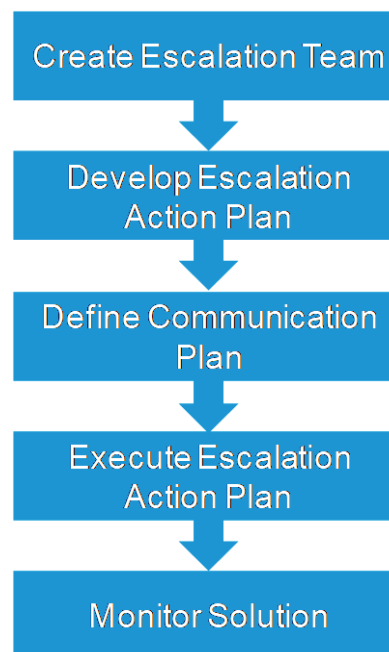 Create Escalation Team
Develop Escalation
Action Plan
Define Communication
Plan
Execute Escalation
Action Plan
Monitor Solution